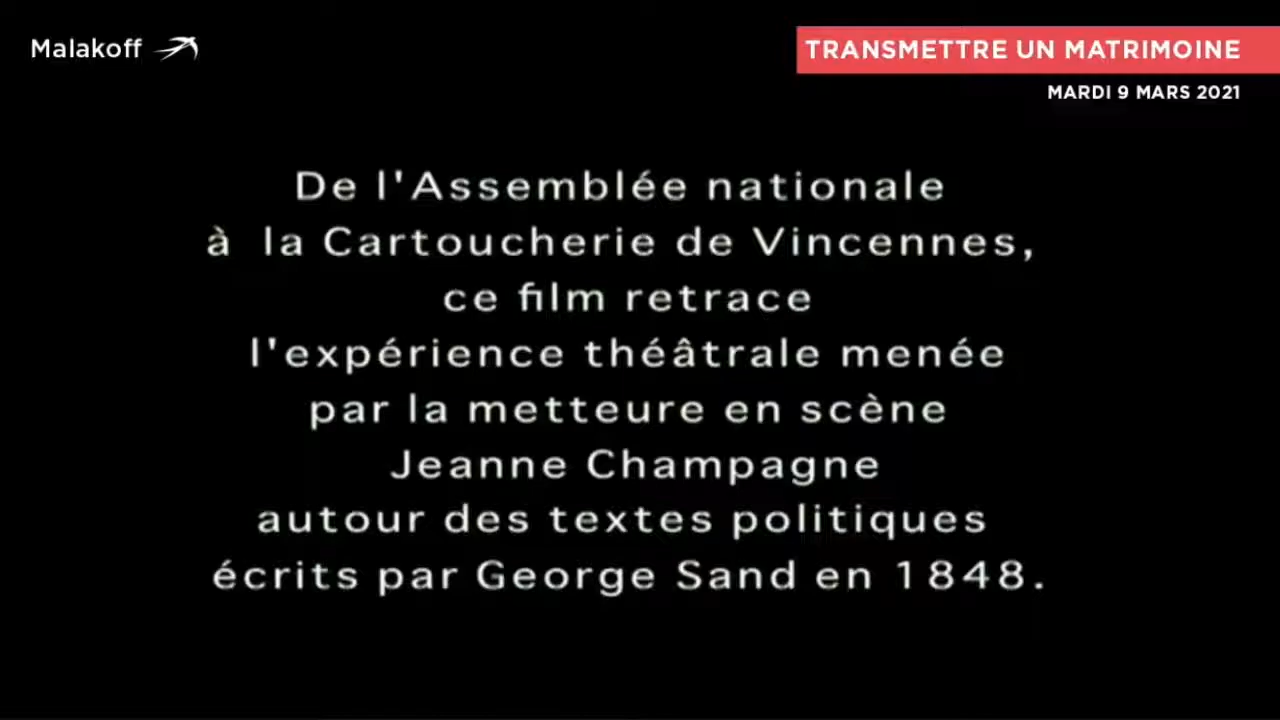 Malakoff
TRANSMETTRE UN MATRIMOINE
MARDI 9 MARS 2021
De l'Assemblée nationale
à la Cartoucherie de Vincennes,
ce film retrace
l'expérience théâtrale menée
par la metteure en scène
Jeanne Champagne
autour des textes politiques
écrits par George Sand en 1848.